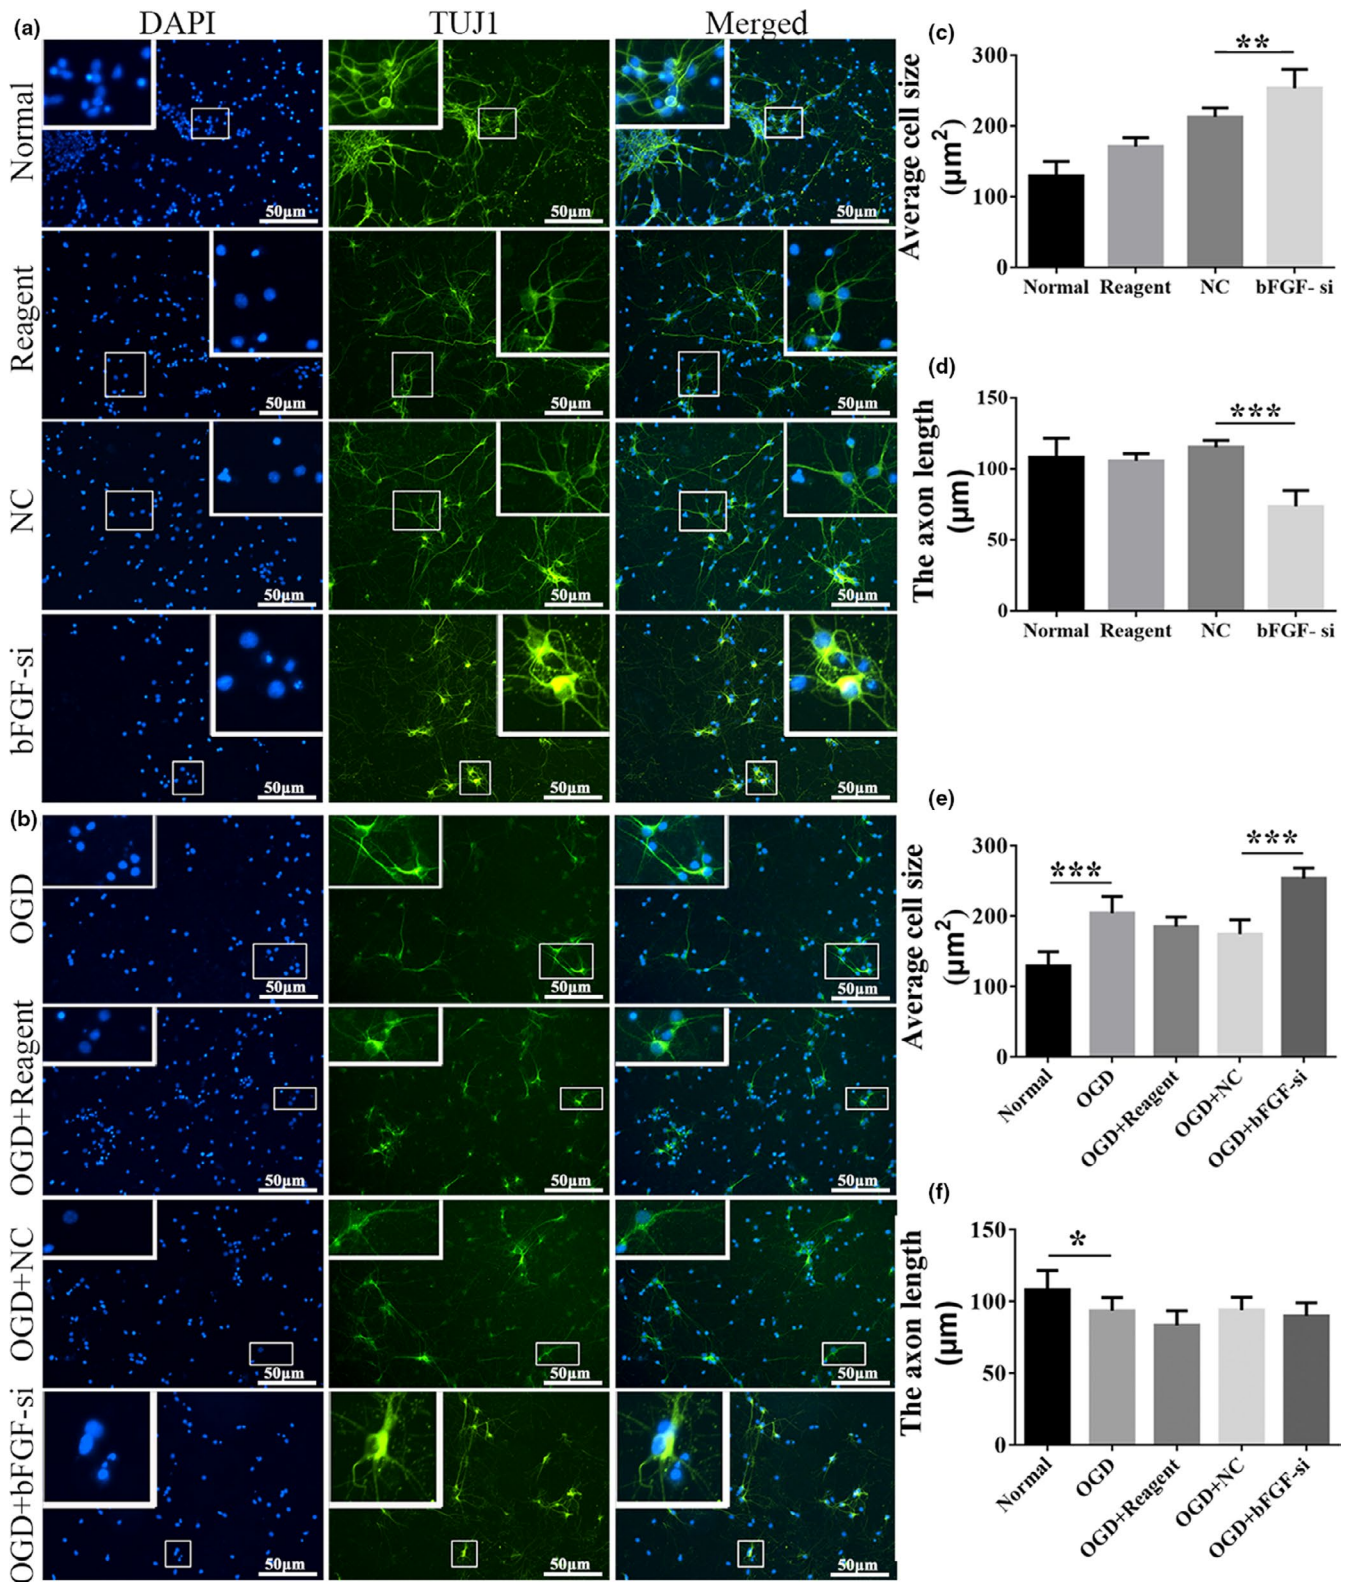 (a) DAPI TUJ1 Merged
Normal
50μm 50μm 50μm
Reagent
50μm 50μm 50μm
NC
50μm 50μm 50μm
bFGF-si
50μm 50μm 50μm
(b)
OGD
50μm 50μm 50μm
OGD+Reagent
50μm 50μm 50μm
OGD+NC
50μm 50μm 50μm
OGD+bFGF-si
50μm 50μm 50μm
(c)
Average cell size
(μm²)
300
200
100
0
**
Normal Reagent NC bFGF- si
(d)
The axon length
(μm)
150
100
50
0
***
Normal Reagent NC bFGF- si
(e)
Average cell size
(μm²)
300
200
100
0
*** ***
Normal OGD OGD+Reagent OGD+NC OGD+bFGF-si
(f)
The axon length
(μm)
150
100
50
0
*
Normal OGD OGD+Reagent OGD+NC OGD+bFGF-si